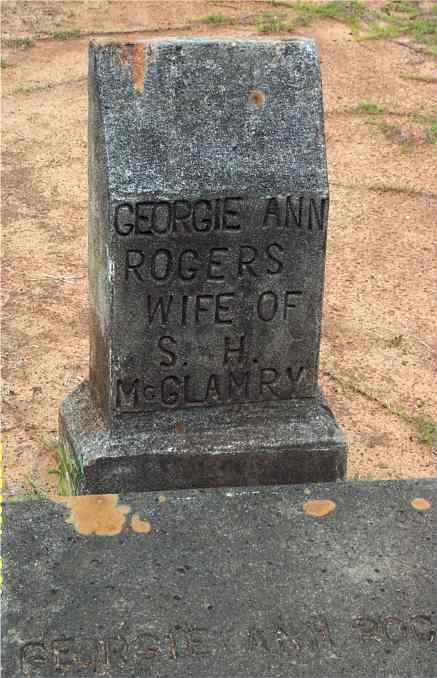 GEORGIE ANN
ROGERS
WIFE OF
S. H.
McGLAMRY
GEORGIE ANN ROG